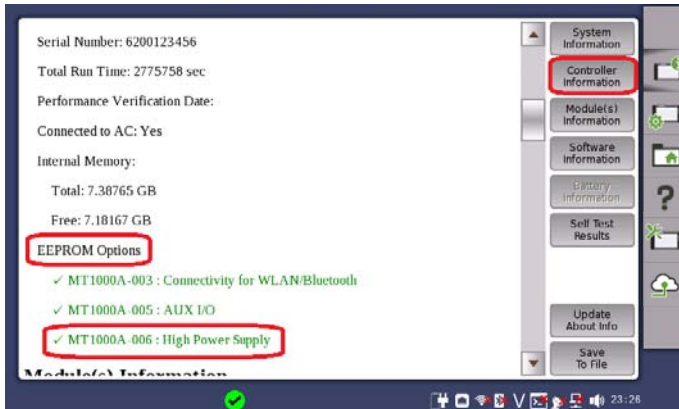 Serial Number: 6200123456
Total Run Time: 2775758 sec
Performance Verification Date:
Connected to AC: Yes
Internal Memory:
Total: 7.38765 GB
Free: 7.18167 GB
EEPROM Options
✓ MT1000A-003 : Connectivity for WLAN/Bluetooth
✓ MT1000A-005 : AUX I/O
✓ MT1000A-006 : High Power Supply
Module(s) Information
System
Information
Controller
Information
Module(s)
Information
Software
Information
Battery
Information
Self Test
Results
Update
About Info
Save
To File
?
V
23:26